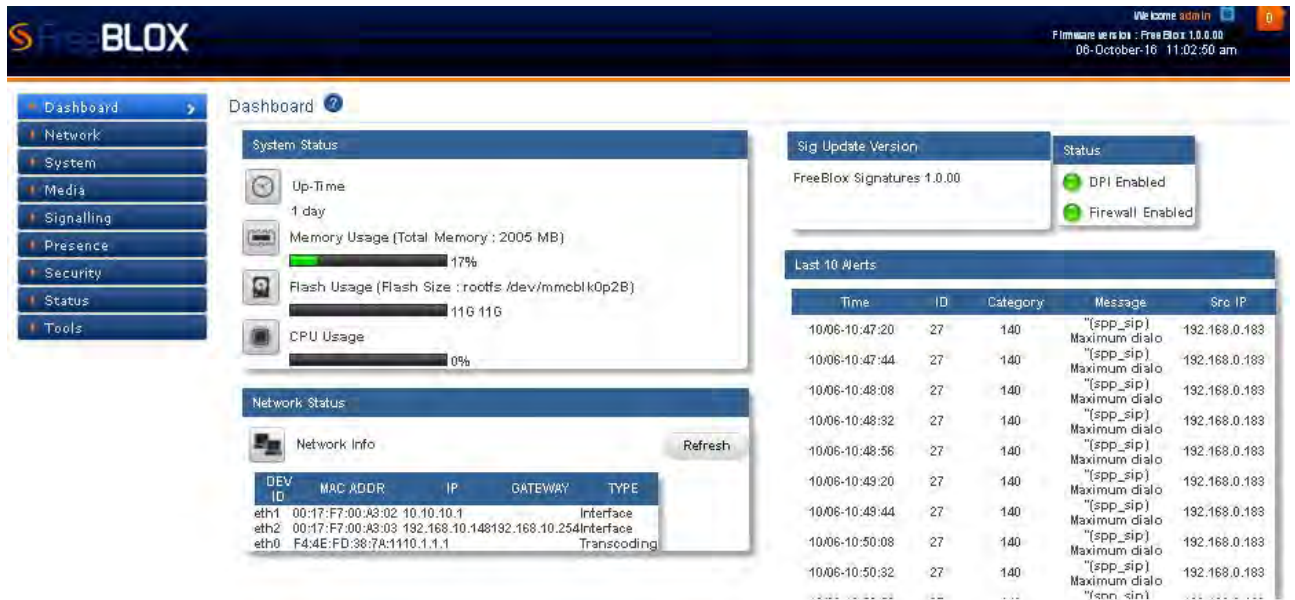 FreeBLOX
Welcome admin
0
Firmware version : Free Blox 1.0.0.00
06-October-16 11:02:50 am
Dashboard
Network
System
Media
Signalling
Presence
Security
Status
Tools
Dashboard ?
System Status
Up-Time
1 day
Memory Usage (Total Memory : 2005 MB)
17%
Flash Usage (Flash Size : rootfs /dev/mmcblk0p2B)
11G 11G
CPU Usage
0%
Network Status
Network Info
Refresh
DEV ID MAC ADDR IP GATEWAY TYPE
eth1 00:17:F7:00:A3:02 10.10.10.1 Interface
eth2 00:17:F7:00:A3:03 192.168.10.148192.168.10.254Interface
eth0 F4:4E:FD:38:7A:1110.1.1.1 Transcoding
Sig Update Version
FreeBlox Signatures 1.0.00
Status
DPI Enabled
Firewall Enabled
Last 10 Alerts
Time ID Category Message Src IP
10/06-10:47:20 27 140 "(spp_sip) Maximum dialo 192.168.0.183
10/06-10:47:44 27 140 "(spp_sip) Maximum dialo 192.168.0.183
10/06-10:48:08 27 140 "(spp_sip) Maximum dialo 192.168.0.183
10/06-10:48:32 27 140 "(spp_sip) Maximum dialo 192.168.0.183
10/06-10:48:56 27 140 "(spp_sip) Maximum dialo 192.168.0.183
10/06-10:49:20 27 140 "(spp_sip) Maximum dialo 192.168.0.183
10/06-10:49:44 27 140 "(spp_sip) Maximum dialo 192.168.0.183
10/06-10:50:08 27 140 "(spp_sip) Maximum dialo 192.168.0.183
10/06-10:50:32 27 140 "(spp_sip) Maximum dialo 192.168.0.183
"(spp_sip)